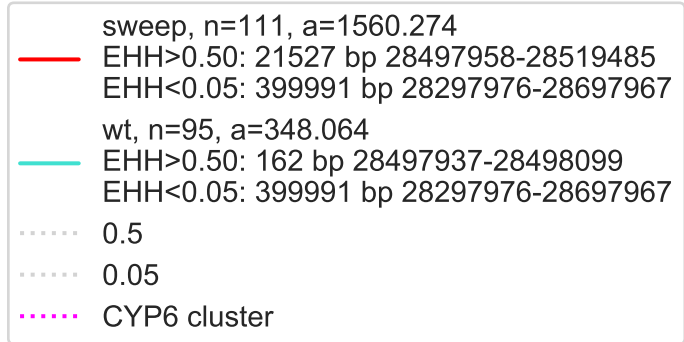 sweep, n=111, a=1560.274
EHH>0.50: 21527 bp 28497958-28519485
EHH<0.05: 399991 bp 28297976-28697967
wt, n=95, a=348.064
EHH>0.50: 162 bp 28497937-28498099
EHH<0.05: 399991 bp 28297976-28697967
0.5
0.05
CYP6 cluster